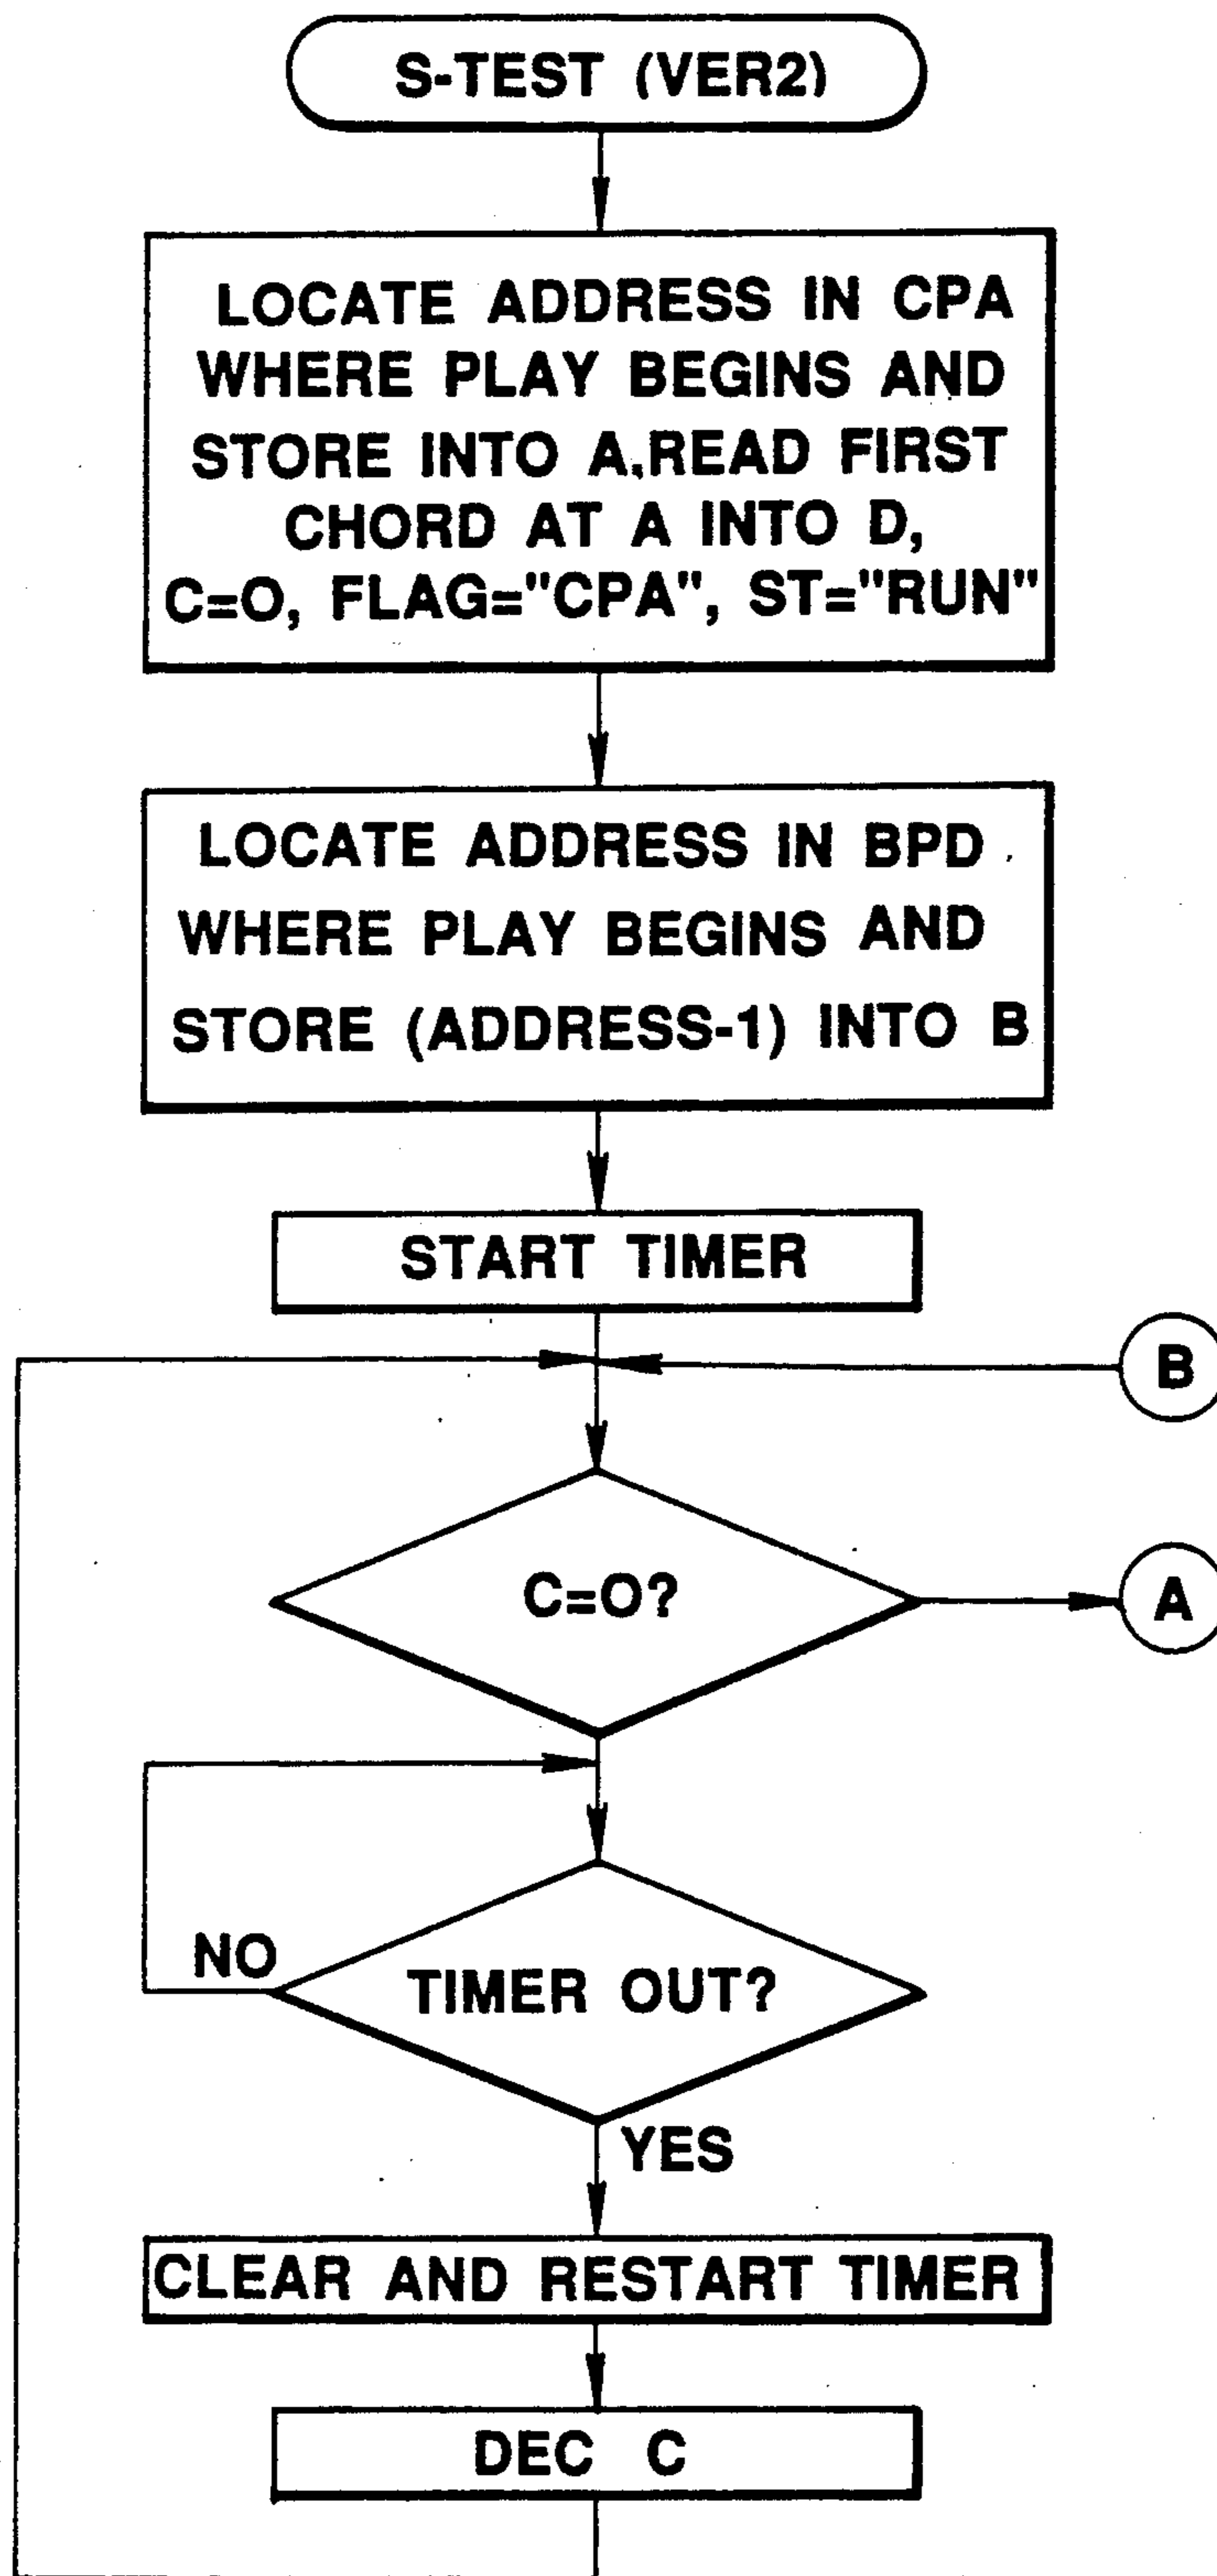 S-TEST (VER2)
LOCATE ADDRESS IN CPA
WHERE PLAY BEGINS AND
STORE INTO A,READ FIRST
CHORD AT A INTO D,
C=O, FLAG="CPA", ST="RUN"
LOCATE ADDRESS IN BPD
WHERE PLAY BEGINS AND
STORE (ADDRESS-1) INTO B
START TIMER
B
C=O?
A
NO
TIMER OUT?
YES
CLEAR AND RESTART TIMER
DEC C